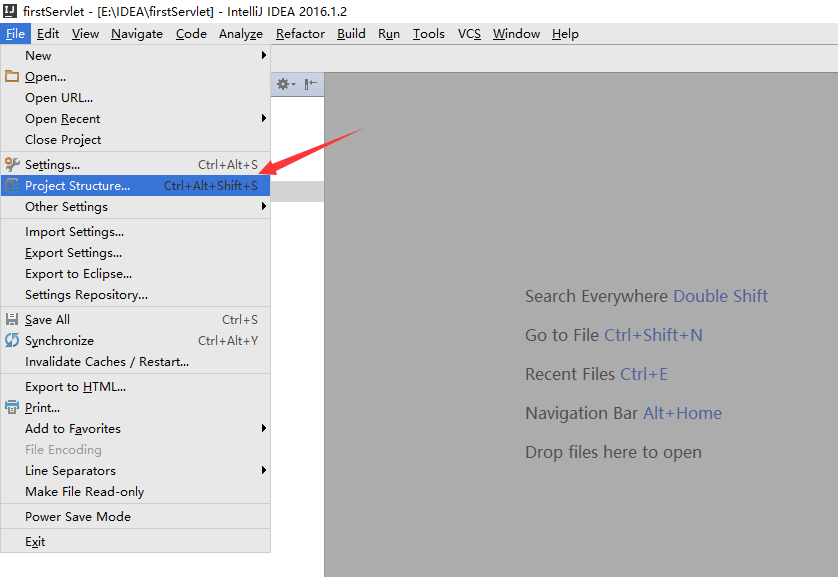 firstServlet - [E:\IDEA\firstServlet] - IntelliJ IDEA 2016.1.2
File Edit View Navigate Code Analyze Refactor Build Run Tools VCS Window Help
New
Open...
Open URL...
Open Recent
Close Project
Settings... Ctrl+Alt+S
Project Structure... Ctrl+Alt+Shift+S
Other Settings
Import Settings...
Export Settings...
Export to Eclipse...
Settings Repository...
Save All Ctrl+S
Synchronize Ctrl+Alt+Y
Invalidate Caches / Restart...
Export to HTML...
Print...
Add to Favorites
File Encoding
Line Separators
Make File Read-only
Power Save Mode
Exit
Search Everywhere Double Shift
Go to File Ctrl+Shift+N
Recent Files Ctrl+E
Navigation Bar Alt+Home
Drop files here to open